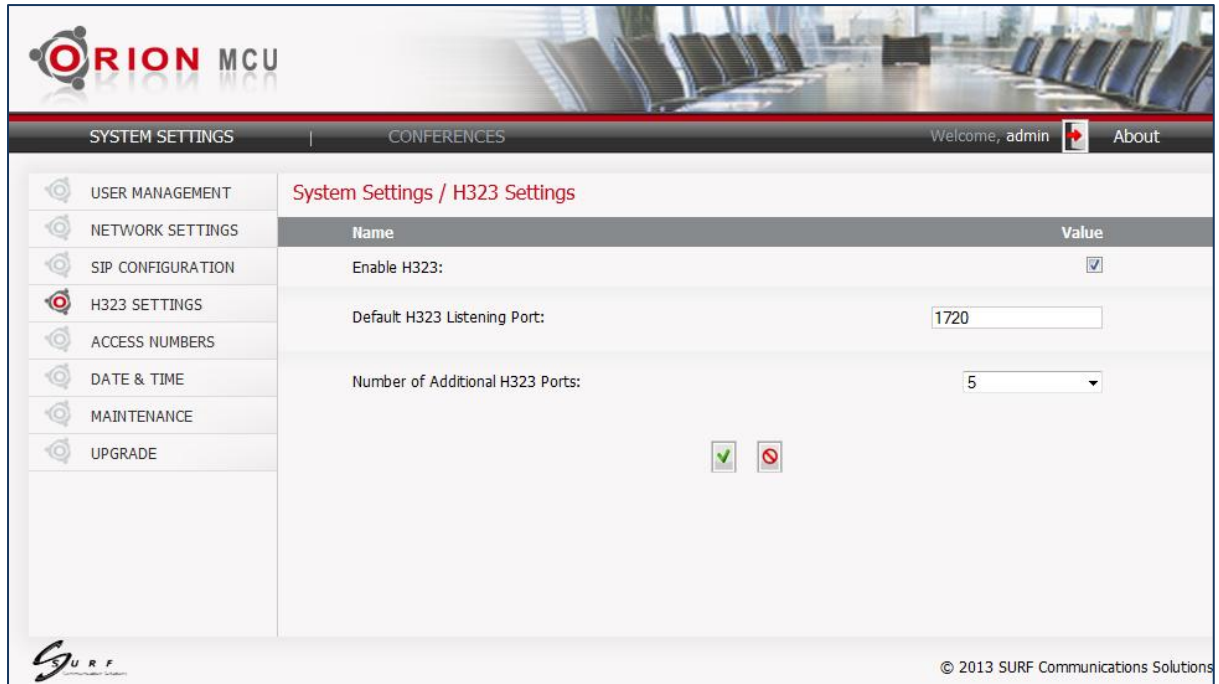 ORION MCU
SYSTEM SETTINGS | CONFERENCES Welcome, admin About
USER MANAGEMENT
NETWORK SETTINGS
SIP CONFIGURATION
H323 SETTINGS
ACCESS NUMBERS
DATE & TIME
MAINTENANCE
UPGRADE
System Settings / H323 Settings
Name Value
Enable H323:
Default H323 Listening Port: 1720
Number of Additional H323 Ports: 5
SURF
© 2013 SURF Communications Solutions